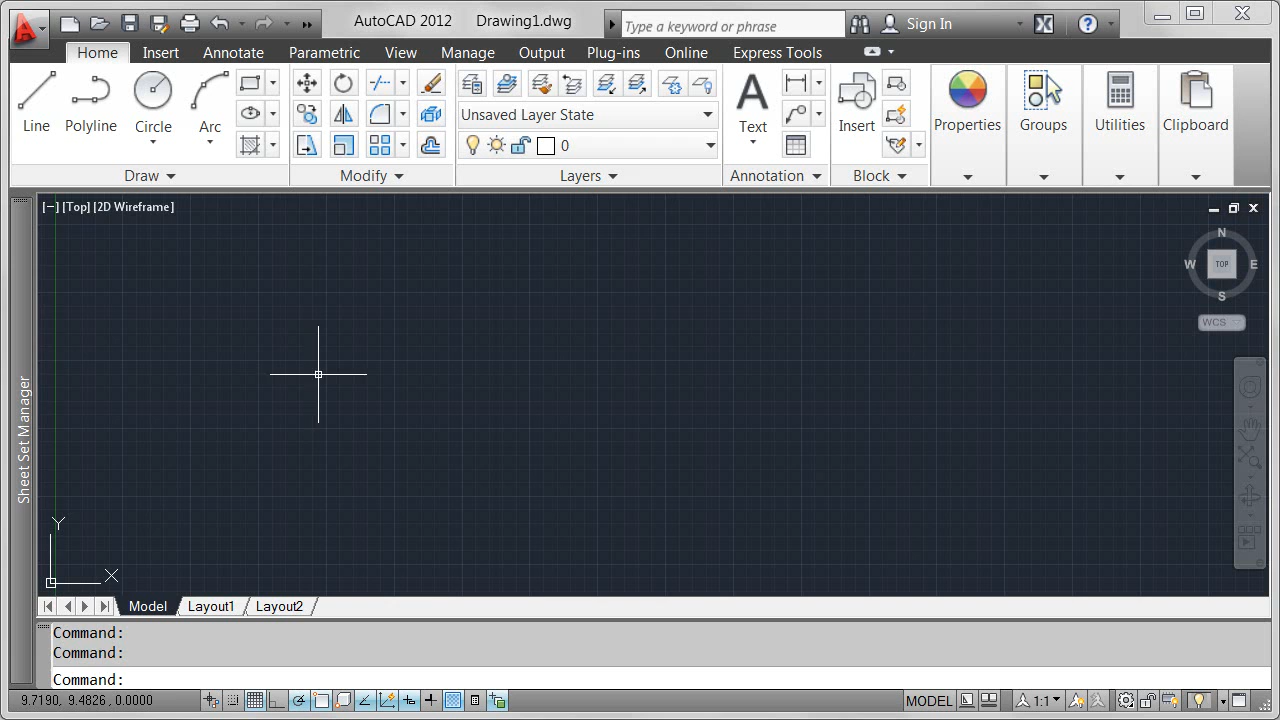 AutoCAD 2012 Drawing1.dwg
Type a keyword or phrase
Sign In
Home Insert Annotate Parametric View Manage Output Plug-ins Online Express Tools
Line Polyline Circle Arc
Draw
Modify
Unsaved Layer State
0
Layers
A
Text
Annotation
Insert
Block
Properties
Groups
Utilities
Clipboard
[−] [Top] [2D Wireframe]
N
W TOP E
S
WCS
Sheet Set Manager
Y
X
Model Layout1 Layout2
Command:
Command:
Command:
9.7190, 9.4826, 0.0000
MODEL
1:1